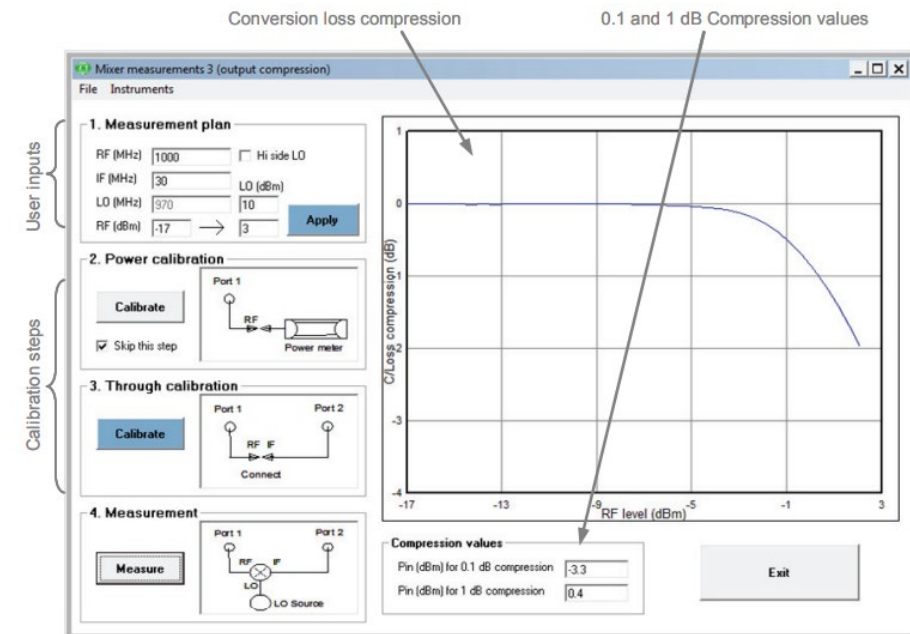 Conversion loss compression
0.1 and 1 dB Compression values
Mixer measurements 3 (output compression)
File Instruments
User inputs
1. Measurement plan
RF (MHz) 1000 Hi side LO
IF (MHz) 30 LO (dBm)
LO (MHz) 970 10
RF (dBm) -17 → 3 Apply
Calibration steps
2. Power calibration
Port 1
Calibrate
RF
Skip this step
Power meter
3. Through calibration
Port 1 Port 2
Calibrate
RF IF
Connect
4. Measurement
Port 1 Port 2
Measure
RF IF
LO
LO Source
C/Loss compression (dB)
1
0
-1
-2
-3
-4
-17 -13 -9 -5 -1 3
RF level (dBm)
Compression values
Pin (dBm) for 0.1 dB compression -3.3
Pin (dBm) for 1 dB compression 0.4
Exit